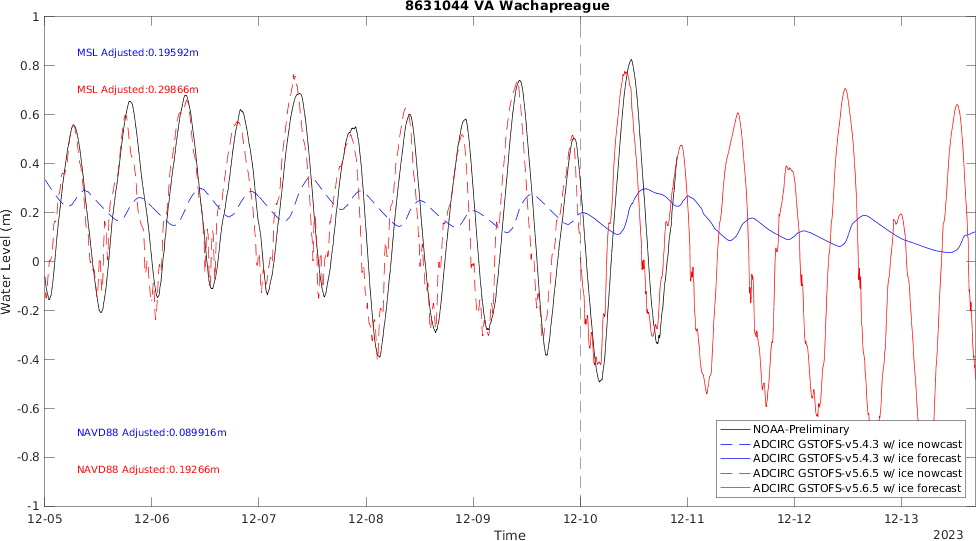 8631044 VA Wachapreague
1
0.8
0.6
0.4
0.2
0
-0.2
-0.4
-0.6
-0.8
-1
Water Level (m)
MSL Adjusted:0.19592m
MSL Adjusted:0.29866m
NAVD88 Adjusted:0.089916m
NAVD88 Adjusted:0.19266m
NOAA-Preliminary
ADCIRC GSTOFS-v5.4.3 w/ ice nowcast
ADCIRC GSTOFS-v5.4.3 w/ ice forecast
ADCIRC GSTOFS-v5.6.5 w/ ice nowcast
ADCIRC GSTOFS-v5.6.5 w/ ice forecast
12-05 12-06 12-07 12-08 12-09 12-10 12-11 12-12 12-13
Time
2023